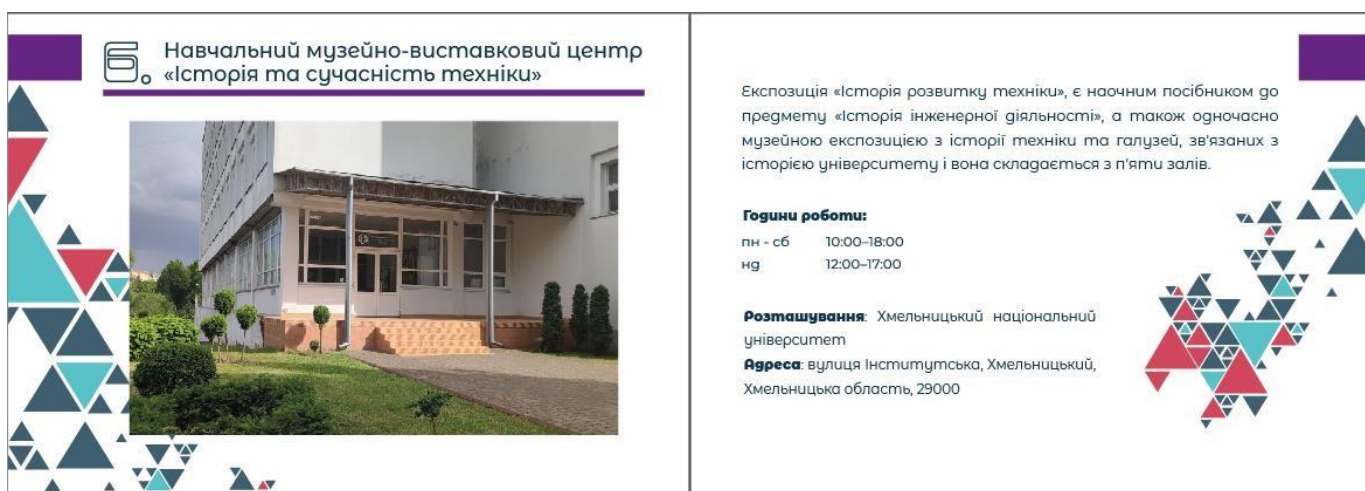 6. Навчальний музейно-виставковий центр
«Історія та сучасність техніки»
Експозиція «Історія розвитку техніки», є наочним посібником до
предмету «Історія інженерної діяльності», а також одночасно
музейною експозицією з історії техніки та галузей, зв'язаних з
історією університету і вона складається з п'яти залів.
Години роботи:
пн - сб 10:00–18:00
нд 12:00–17:00
Розташування: Хмельницький національний
університет
Адреса: вулиця Інститутська, Хмельницький,
Хмельницька область, 29000